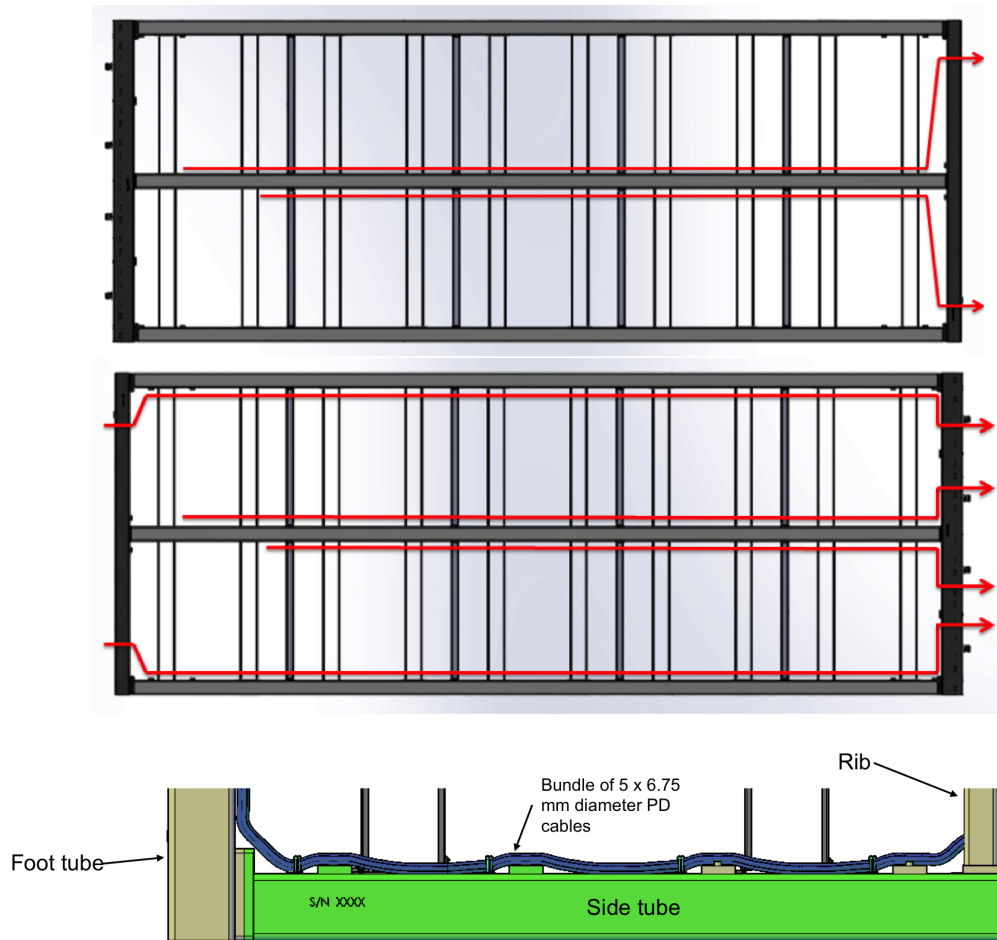 Rib
Bundle of 5 x 6.75
mm diameter PD
cables
Foot tube
S/N XXXX
Side tube